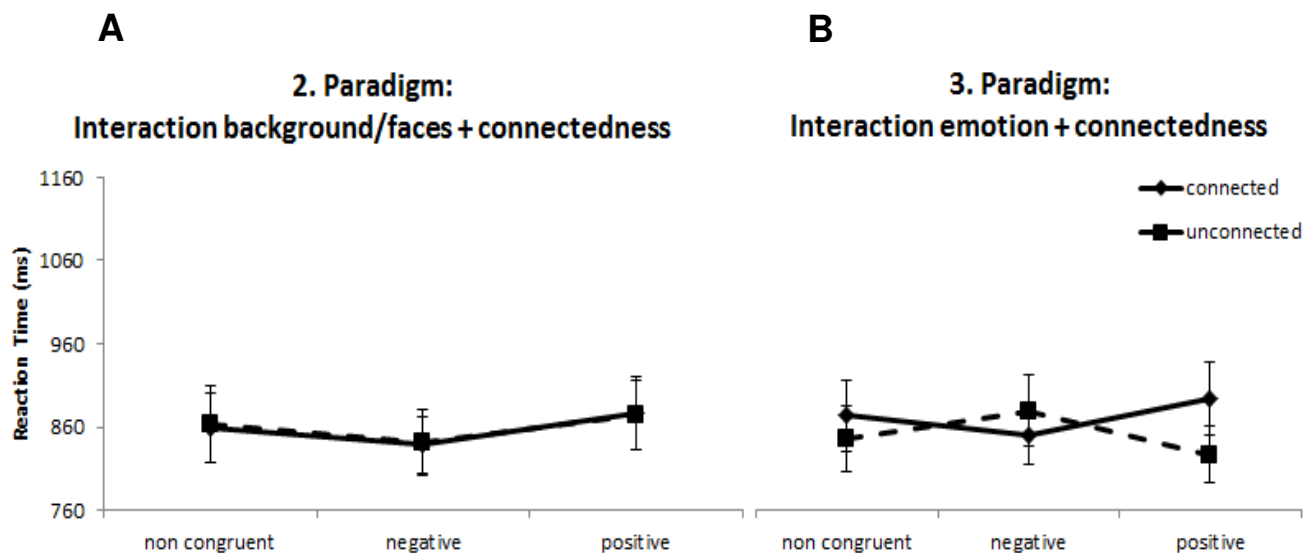 A
B
2. Paradigm:
Interaction background/faces + connectedness
3. Paradigm:
Interaction emotion + connectedness
connected
unconnected
Reaction Time (ms)
1160
1060
960
860
760
non congruent
negative
positive
non congruent
negative
positive